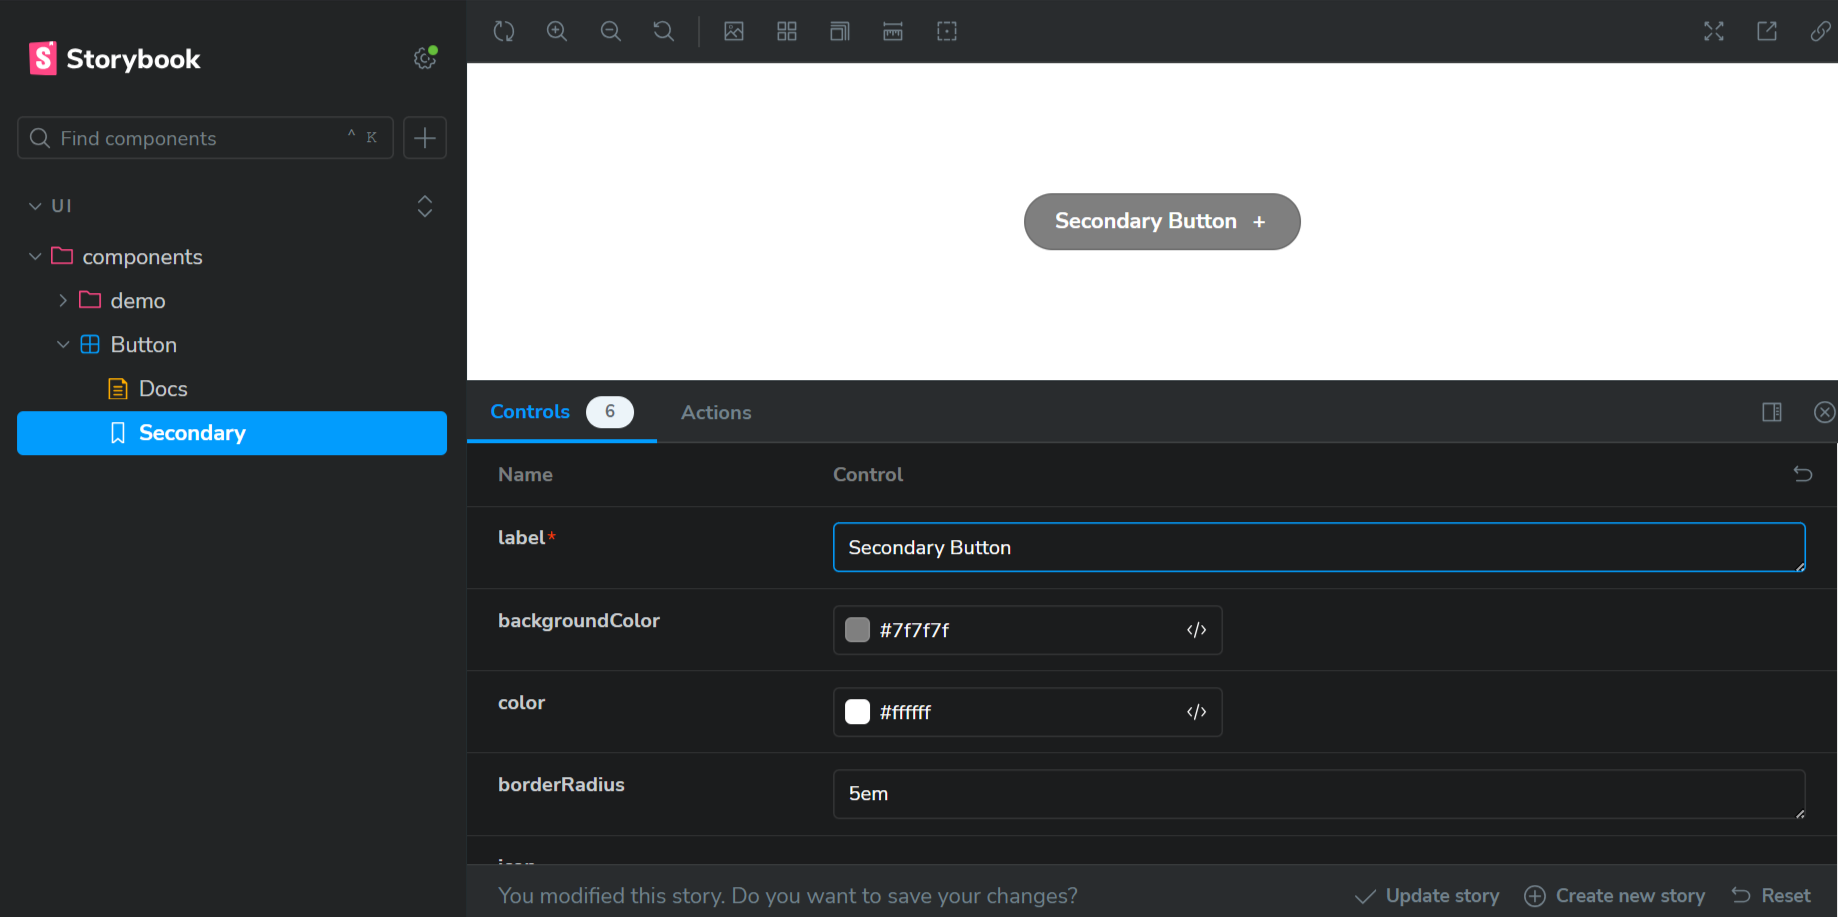 Storybook
Find components ^ K
UI
components
demo
Button
Docs
Secondary
Secondary Button +
Controls 6 Actions
Name Control
label* Secondary Button
backgroundColor #7f7f7f </>
color #ffffff </>
borderRadius 5em
You modified this story. Do you want to save your changes? Update story Create new story Reset